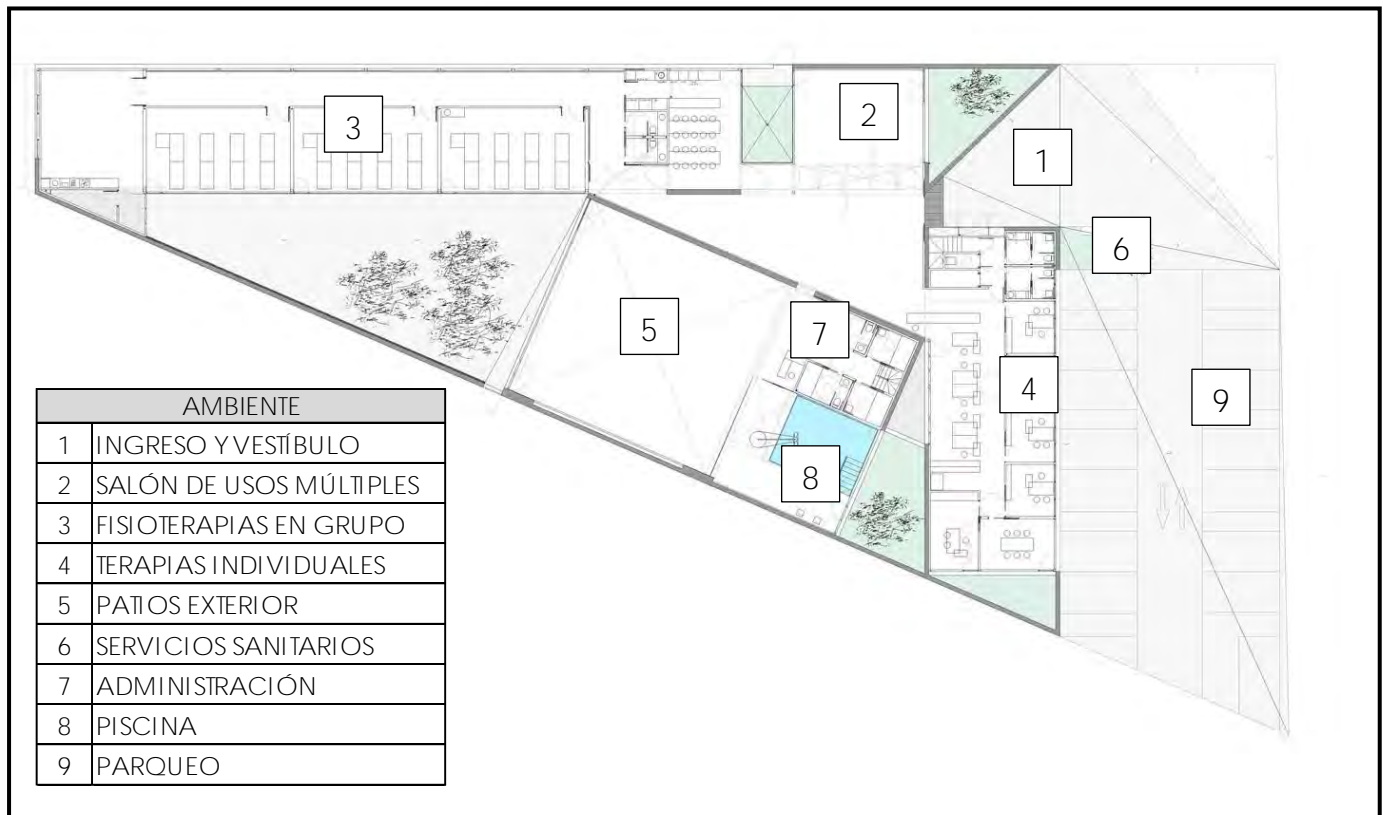 2
1
3
6
5
7
4
9
8
AMBIENTE
1 INGRESO Y VESTÍBULO
2 SALÓN DE USOS MÚLTIPLES
3 FISIOTERAPIAS EN GRUPO
4 TERAPIAS INDIVIDUALES
5 PATIOS EXTERIOR
6 SERVICIOS SANITARIOS
7 ADMINISTRACIÓN
8 PISCINA
9 PARQUEO